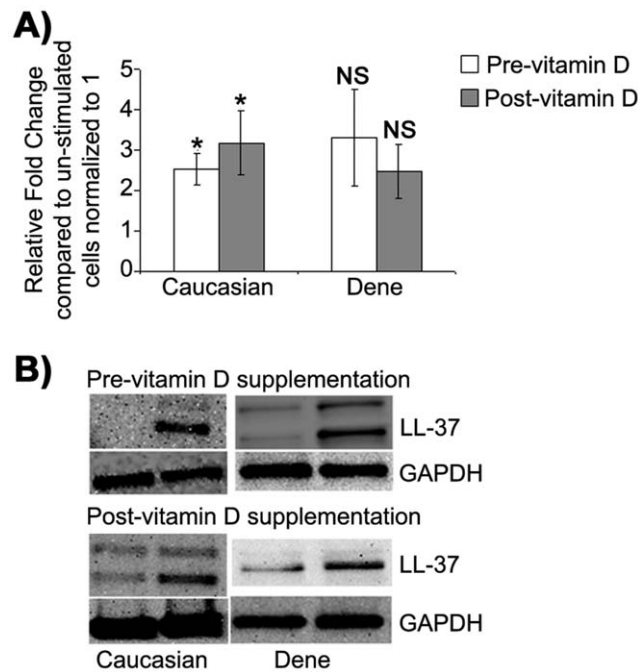 A)
Relative Fold Change
compared to un-stimulated
cells normalized to 1
5
4
3
2
1
0
*
*
NS
NS
Caucasian
Dene
Pre-vitamin D
Post-vitamin D
B)
Pre-vitamin D supplementation
LL-37
GAPDH
Post-vitamin D supplementation
LL-37
GAPDH
Caucasian
Dene